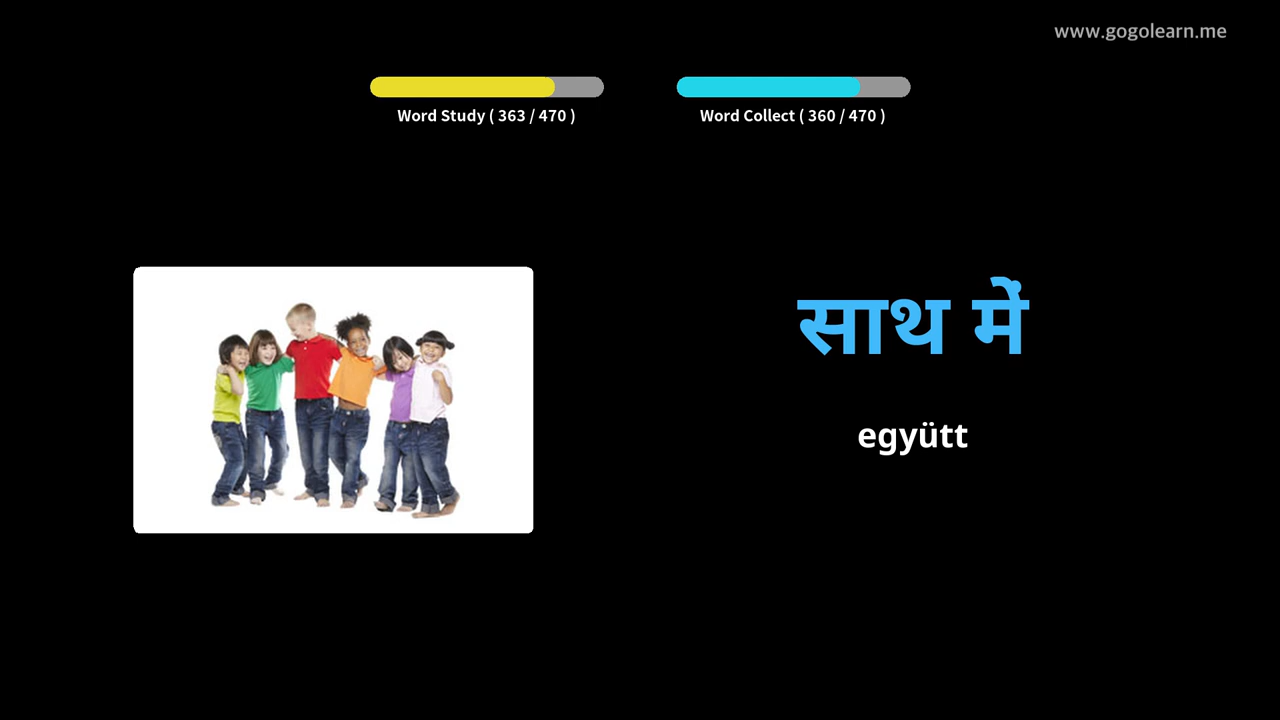 www.gogolearn.me
Word Study ( 363 / 470 )
Word Collect ( 360 / 470 )
साथ में
együtt